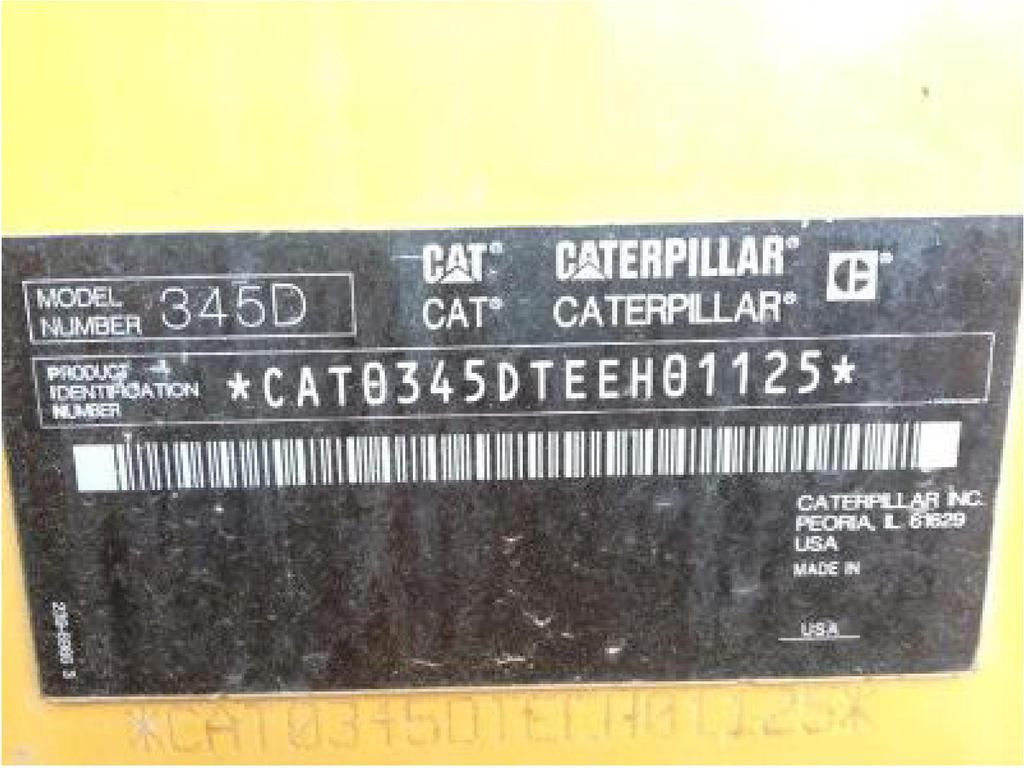 CAT® CATERPILLAR®
CAT® CATERPILLAR®
MODEL NUMBER 345D
PRODUCT IDENTIFICATION NUMBER *CAT0345DTEEH01125*
CATERPILLAR INC.
PEORIA, IL 61629
USA
MADE IN
USA